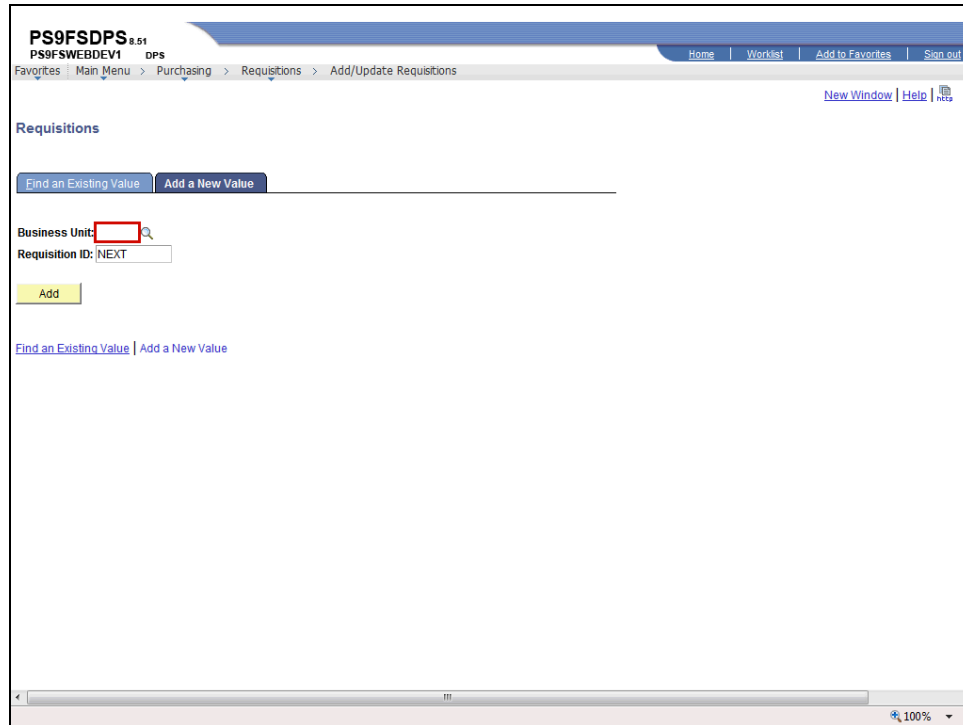 PS9FSDPS 8.51
PS9FSWEBDEV1 DPS
Home | Worklist | Add to Favorites | Sign out
Favorites Main Menu > Purchasing > Requisitions > Add/Update Requisitions
New Window | Help | http
Requisitions
Find an Existing Value Add a New Value
Business Unit:
Requisition ID: NEXT
Add
Find an Existing Value | Add a New Value
100%